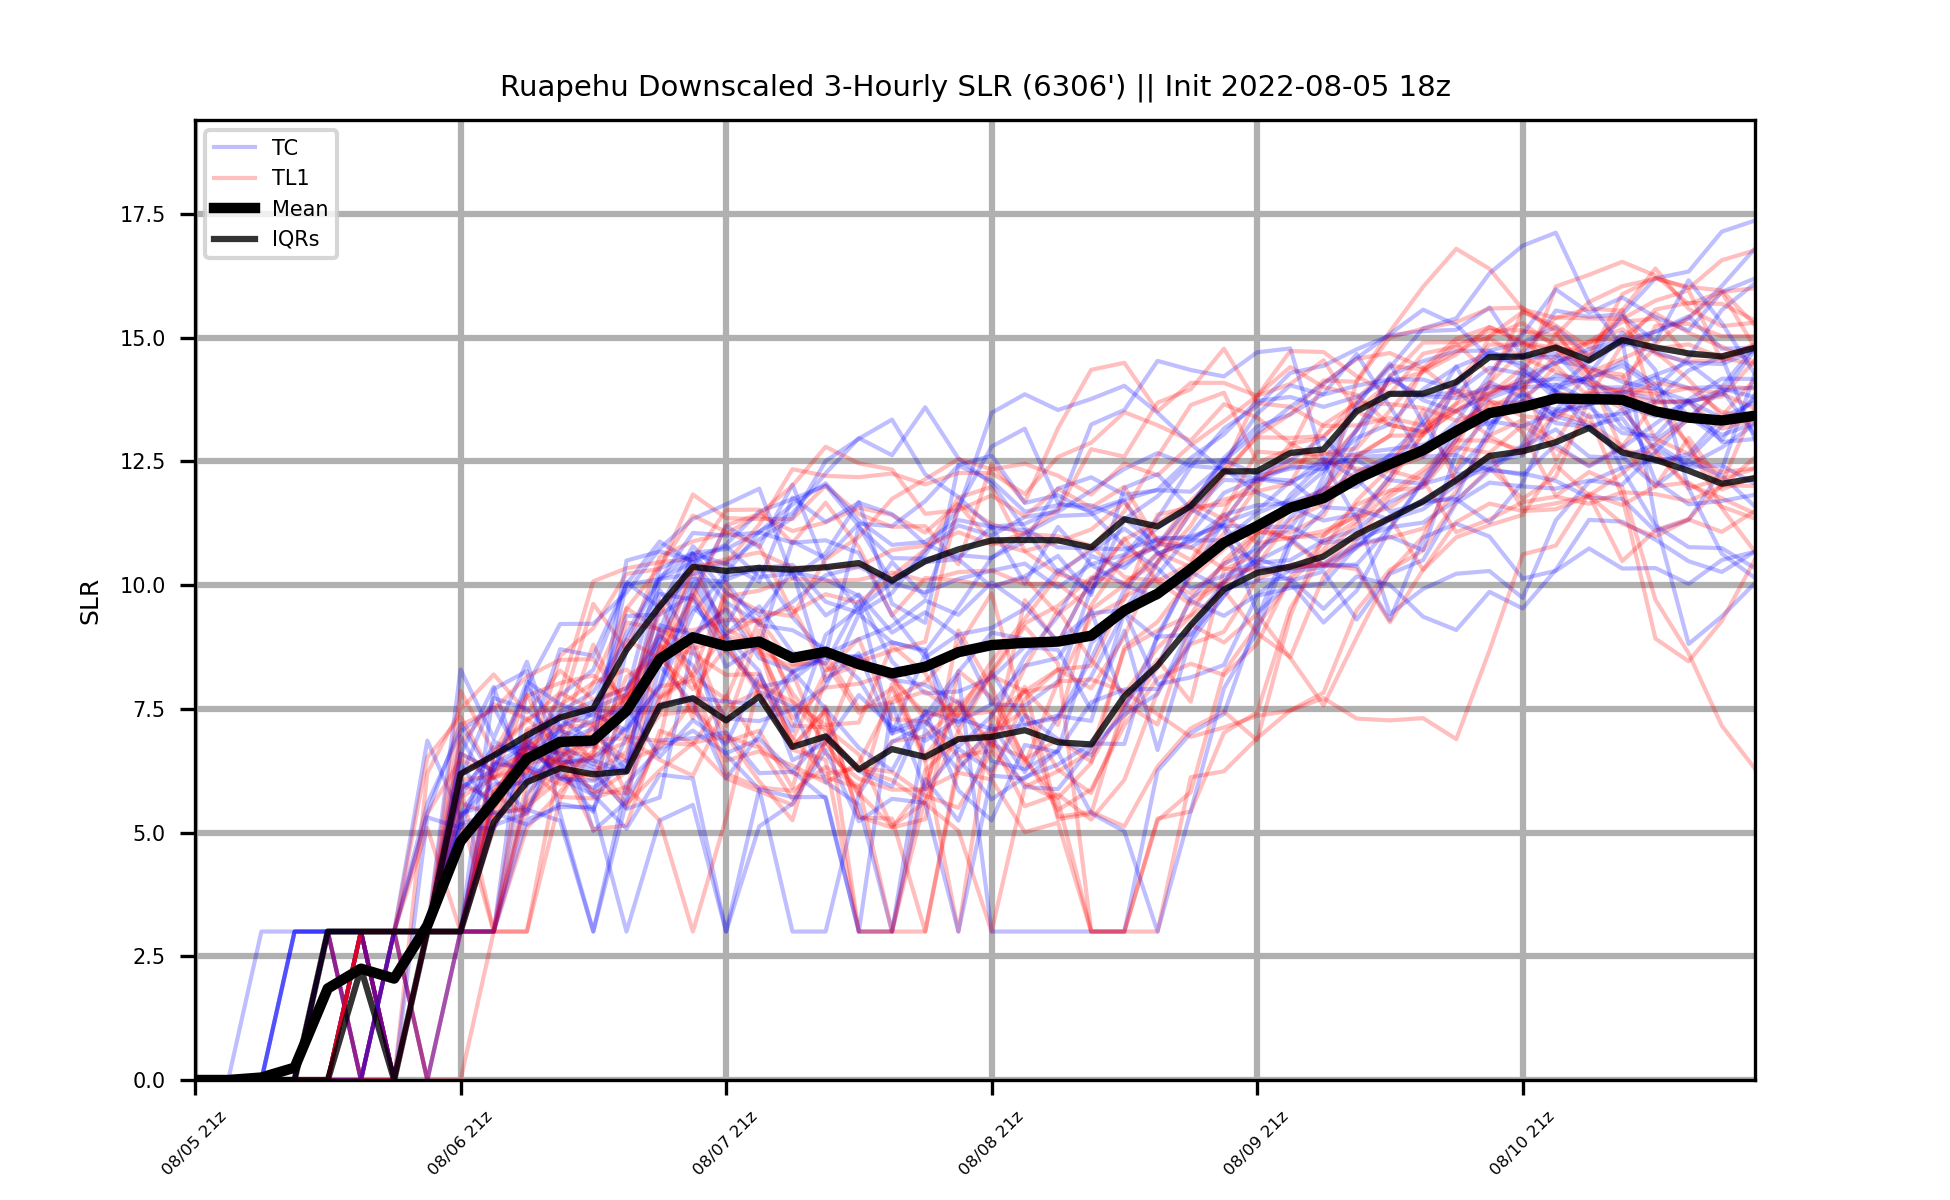 Ruapehu Downscaled 3-Hourly SLR (6306') || Init 2022-08-05 18z
TC
TL1
Mean
IQRs
17.5
15.0
12.5
10.0
7.5
5.0
2.5
0.0
SLR
08/05 21z
08/06 21z
08/07 21z
08/08 21z
08/09 21z
08/10 21z